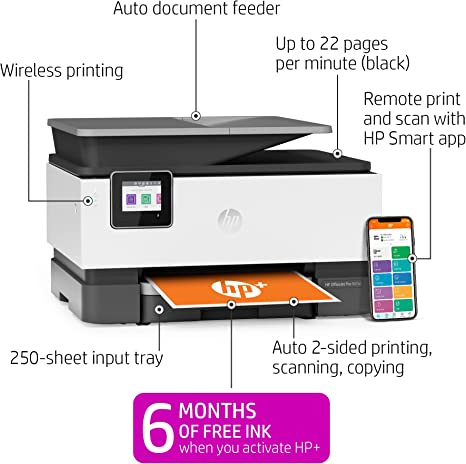 Auto document feeder
Up to 22 pages
per minute (black)
Wireless printing
Remote print
and scan with
HP Smart app
hp
hp+
250-sheet input tray
Auto 2-sided printing,
scanning, copying
6 MONTHS
OF FREE INK
when you activate HP+